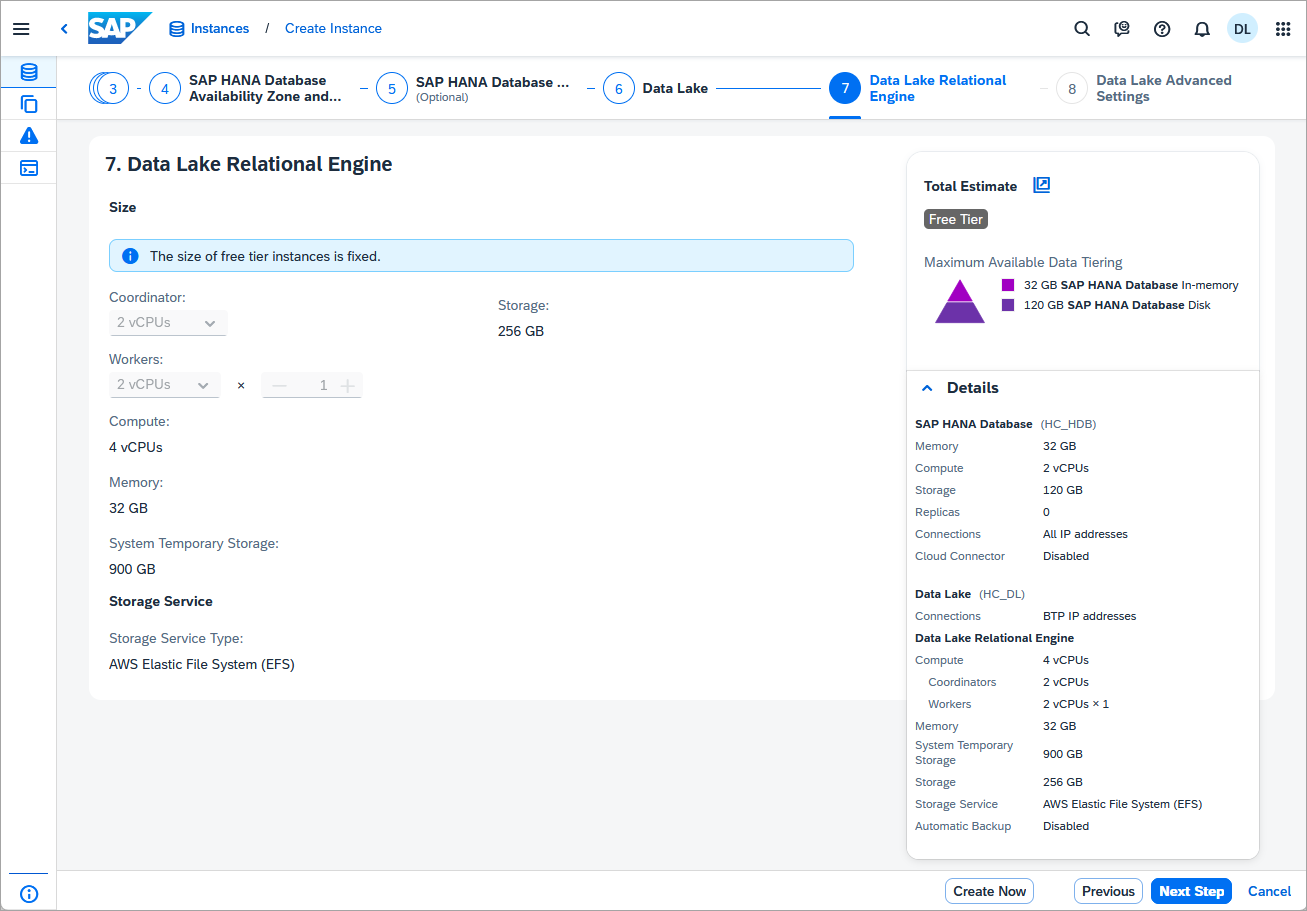 SAP Instances / Create Instance DL
3 4 SAP HANA Database Availability Zone and... 5 SAP HANA Database ... (Optional) 6 Data Lake 7 Data Lake Relational Engine 8 Data Lake Advanced Settings
7. Data Lake Relational Engine
Size
The size of free tier instances is fixed.
Coordinator:
2 vCPUs
Storage:
256 GB
Workers:
2 vCPUs × 1
Compute:
4 vCPUs
Memory:
32 GB
System Temporary Storage:
900 GB
Storage Service
Storage Service Type:
AWS Elastic File System (EFS)
Total Estimate
Free Tier
Maximum Available Data Tiering
32 GB SAP HANA Database In-memory
120 GB SAP HANA Database Disk
Details
SAP HANA Database (HC_HDB)
Memory 32 GB
Compute 2 vCPUs
Storage 120 GB
Replicas 0
Connections All IP addresses
Cloud Connector Disabled
Data Lake (HC_DL)
Connections BTP IP addresses
Data Lake Relational Engine
Compute 4 vCPUs
Coordinators 2 vCPUs
Workers 2 vCPUs × 1
Memory 32 GB
System Temporary
Storage 900 GB
Storage 256 GB
Storage Service AWS Elastic File System (EFS)
Automatic Backup Disabled
Create Now Previous Next Step Cancel